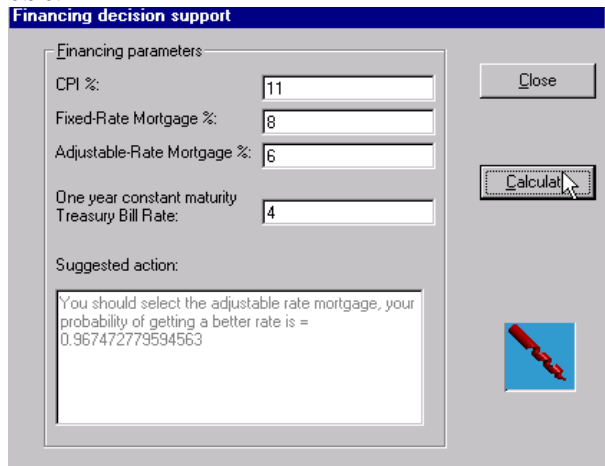 Financing decision support
Financing parameters
CPI %:
11
Close
Fixed-Rate Mortgage %:
8
Adjustable-Rate Mortgage %:
6
Calculat
One year constant maturity
Treasury Bill Rate:
4
Suggested action:
You should select the adjustable rate mortgage, your
probability of getting a better rate is =
0.967472779594563